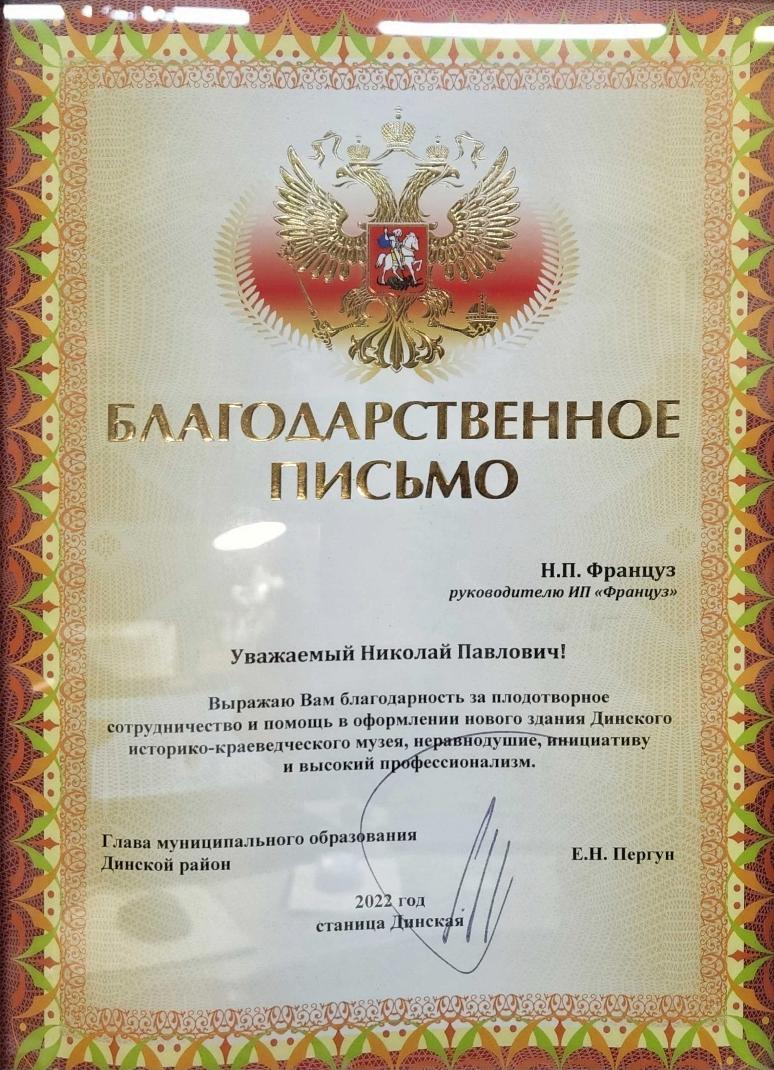 БЛАГОДАРСТВЕННОЕ
ПИСЬМО
Н.П. Француз
руководителю ИП «Француз»
Уважаемый Николай Павлович!
Выражаю Вам благодарность за плодотворное
сотрудничество и помощь в оформлении нового здания Динского
историко-краеведческого музея, неравнодушие, инициативу
и высокий профессионализм.
Глава муниципального образования
Динской район
Е.Н. Пергун
2022 год
станица Динская